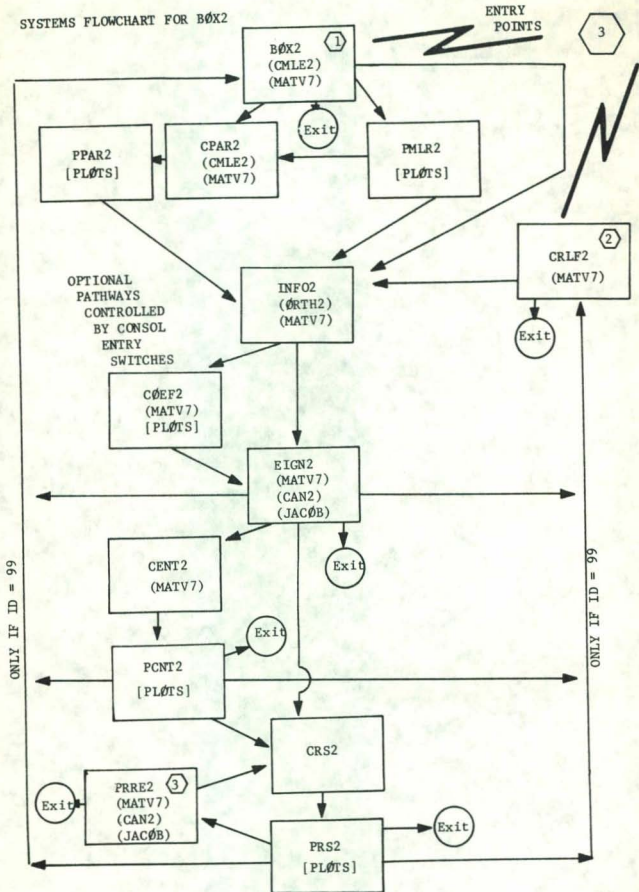 SYSTEMS FLOWCHART FOR BØX2
ENTRY
POINTS
3
BØX2
1
(CMLE2)
(MATV7)
Exit
PPAR2
[PLØTS]
CPAR2
(CMLE2)
(MATV7)
PMLR2
[PLØTS]
CRLF2
2
(MATV7)
Exit
INFO2
(ØRTH2)
(MATV7)
OPTIONAL
PATHWAYS
CONTROLLED
BY CONSOL
ENTRY
SWITCHES
CØEF2
(MATV7)
[PLØTS]
EIGN2
(MATV7)
(CAN2)
(JACØB)
Exit
CENT2
(MATV7)
ONLY IF ID = 99
ONLY IF ID = 99
Exit
PCNT2
[PLØTS]
CRS2
PRRE2
3
(MATV7)
(CAN2)
(JACØB)
Exit
PRS2
[PLØTS]
Exit